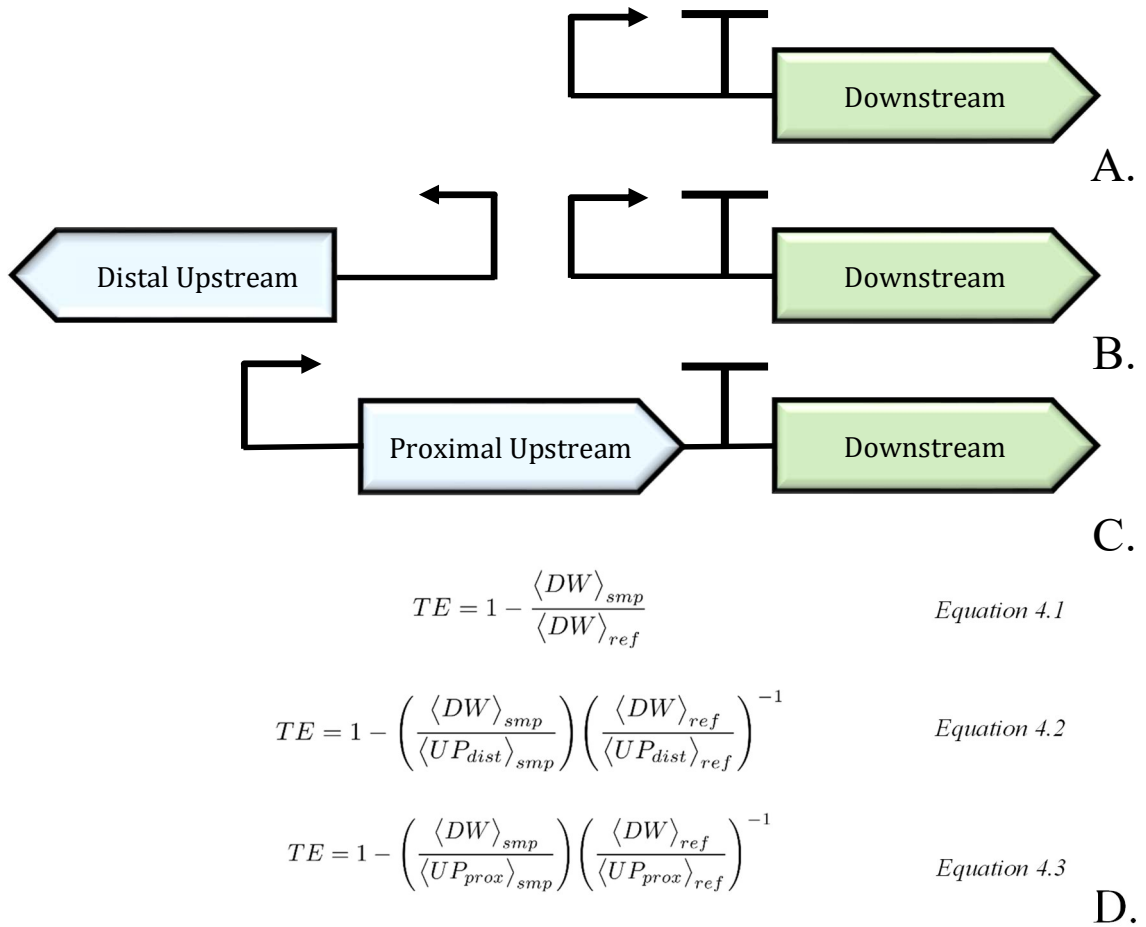 Downstream
A.
Distal Upstream
Downstream
B.
Proximal Upstream
Downstream
C.
TE = 1 - ⟨DW⟩smp / ⟨DW⟩ref Equation 4.1
TE = 1 - (⟨DW⟩smp / ⟨UPdist⟩smp) (⟨DW⟩ref / ⟨UPdist⟩ref)^-1 Equation 4.2
TE = 1 - (⟨DW⟩smp / ⟨UPprox⟩smp) (⟨DW⟩ref / ⟨UPprox⟩ref)^-1 Equation 4.3
D.